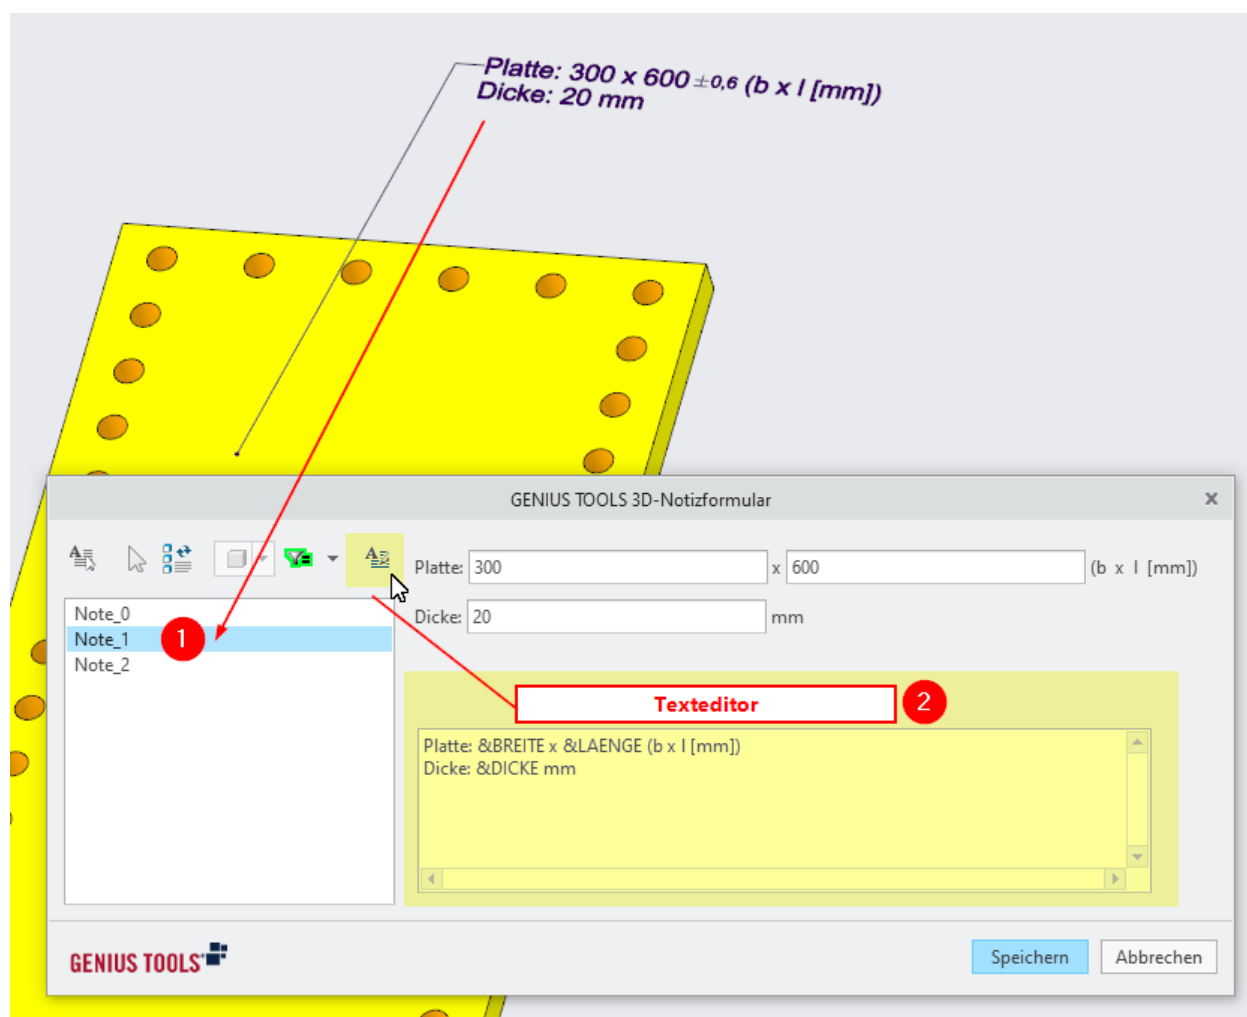 Platte: 300 x 600 ±0,6 (b x l [mm])
Dicke: 20 mm
GENIUS TOOLS 3D-Notizformular
Platte: 300 x 600 (b x l [mm])
Dicke: 20 mm
Note_0
Note_1 1
Note_2
Texteditor 2
Platte: &BREITE x &LAENGE (b x l [mm])
Dicke: &DICKE mm
GENIUS TOOLS®
Speichern Abbrechen